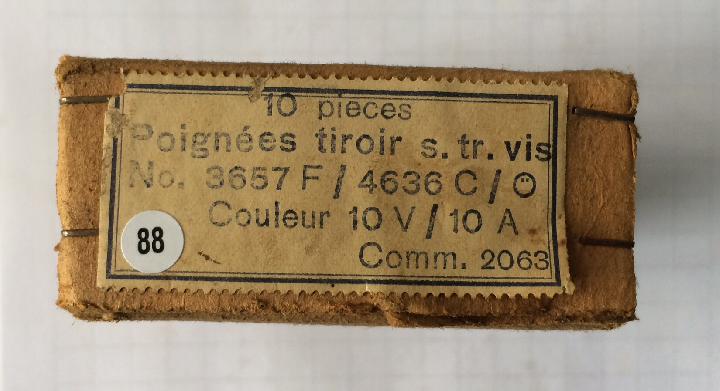 10 pieces
Poignées tiroir s. tr. vis
No. 3657 F / 4636 C / Ö
Couleur 10 V / 10 A
Comm. 2063
88